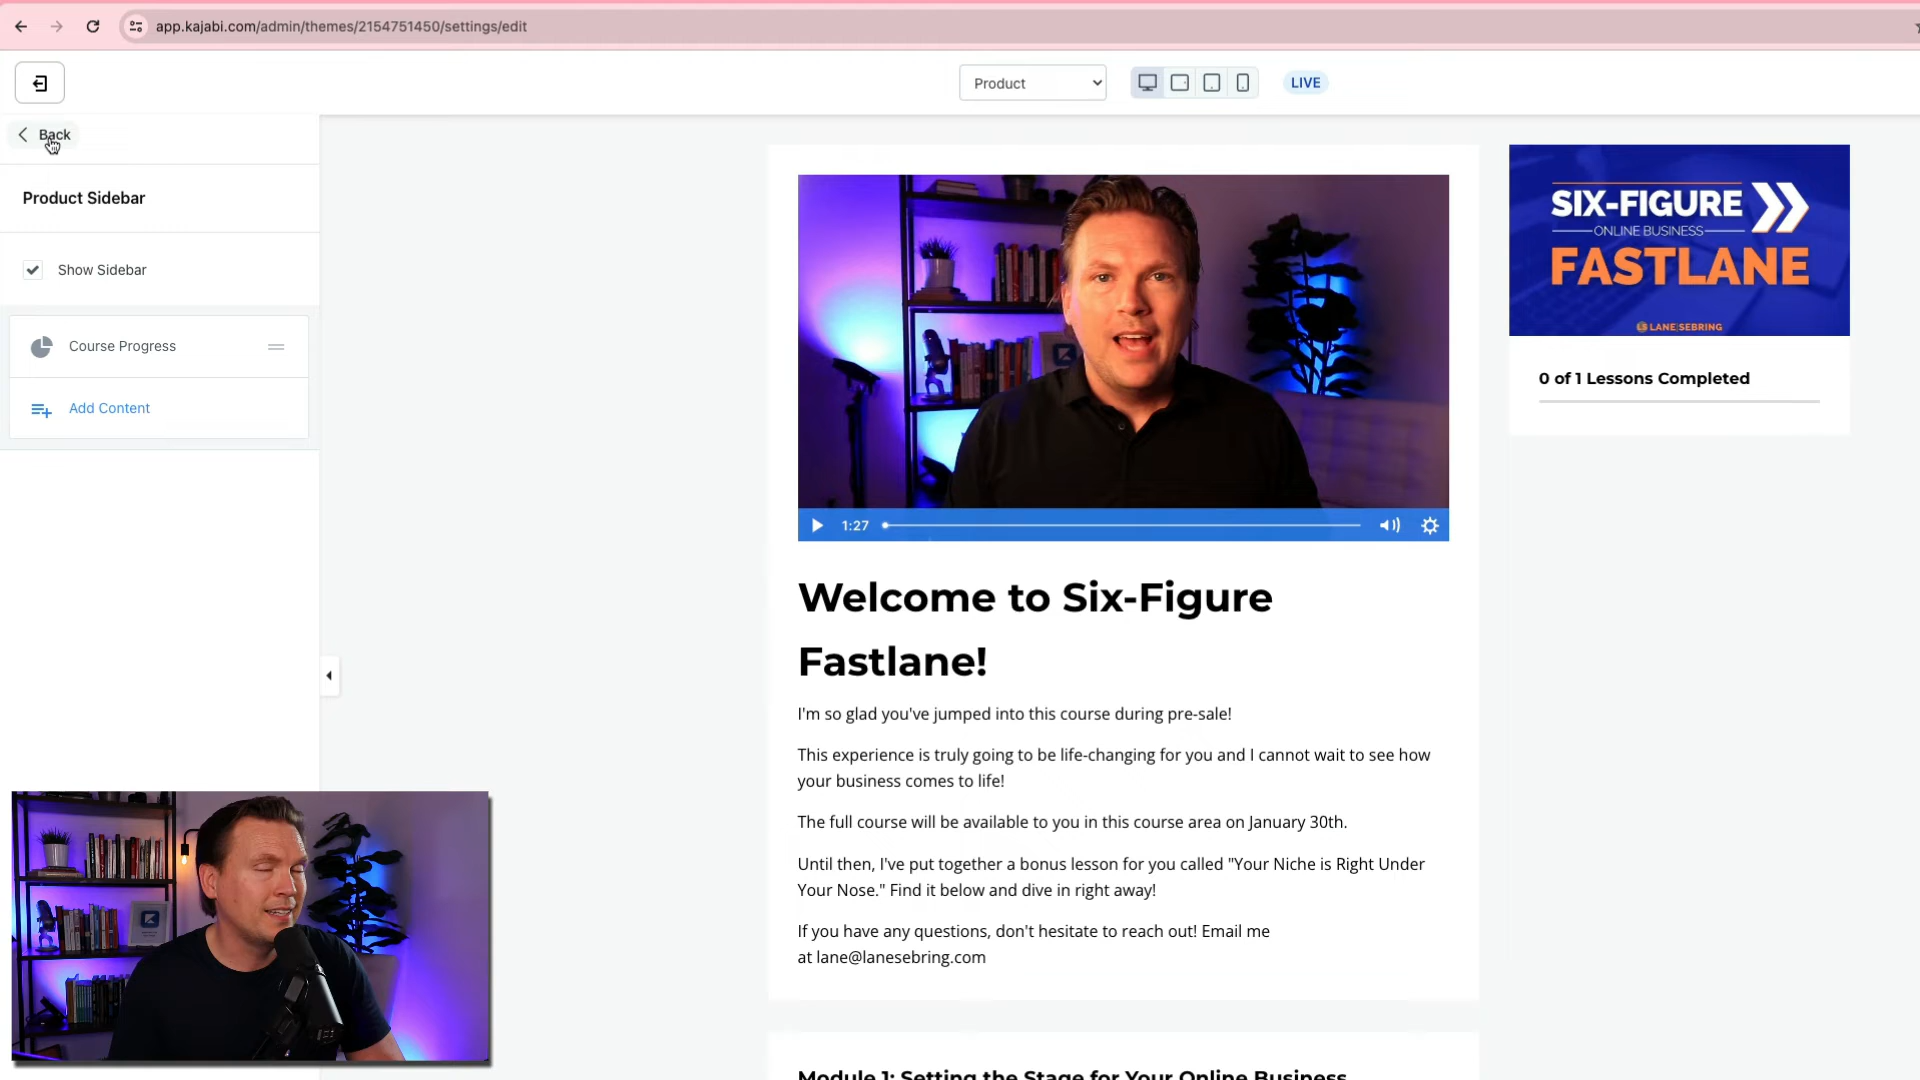 app.kajabi.com/admin/themes/2154751450/settings/edit
Product
LIVE
Back
Product Sidebar
Show Sidebar
Course Progress
Add Content
1:27
Welcome to Six-Figure
Fastlane!
I'm so glad you've jumped into this course during pre-sale!
This experience is truly going to be life-changing for you and I cannot wait to see how
your business comes to life!
The full course will be available to you in this course area on January 30th.
Until then, I've put together a bonus lesson for you called "Your Niche is Right Under
Your Nose." Find it below and dive in right away!
If you have any questions, don't hesitate to reach out! Email me
at lane@lanesebring.com
Module 1: Setting the Stage for Your Online Business
SIX-FIGURE
ONLINE BUSINESS
FASTLANE
LS LANE|SEBRING
0 of 1 Lessons Completed